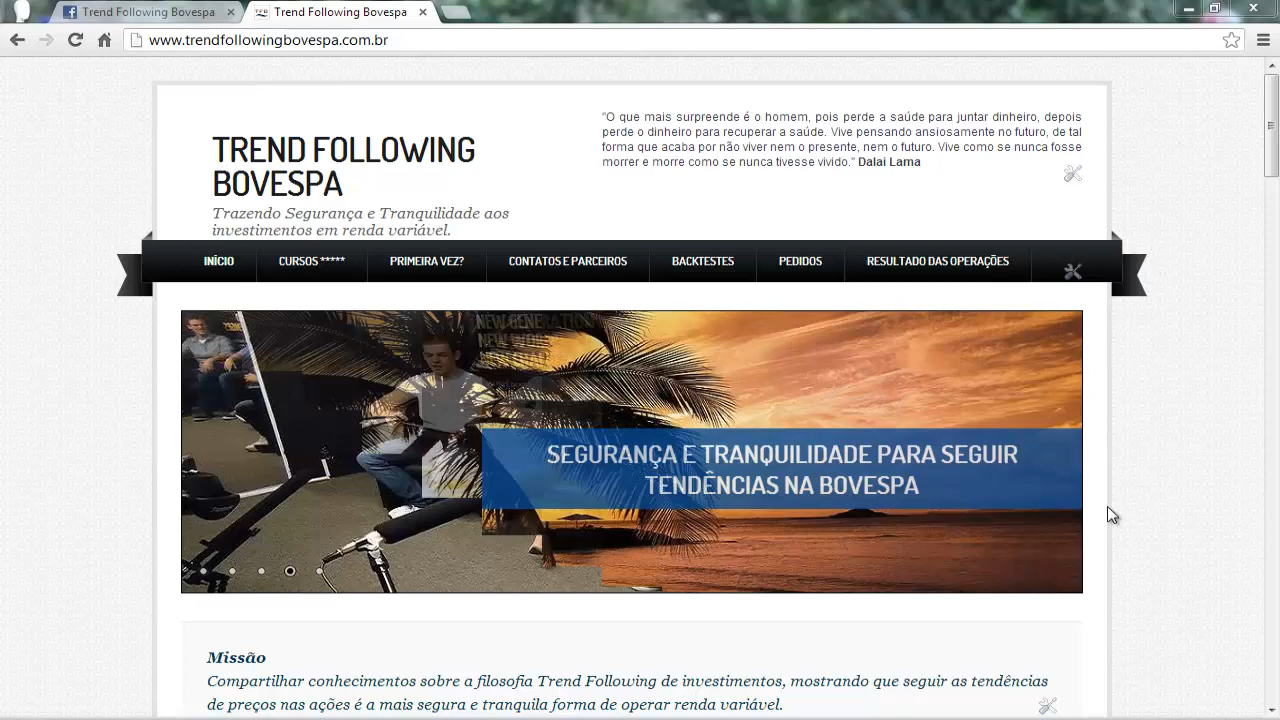 Trend Following Bovespa
Trend Following Bovespa
www.trendfollowingbovespa.com.br
"O que mais surpreende é o homem, pois perde a saúde para juntar dinheiro, depois
perde o dinheiro para recuperar a saúde. Vive pensando ansiosamente no futuro, de tal
forma que acaba por não viver nem o presente, nem o futuro. Vive como se nunca fosse
morrer e morre como se nunca tivesse vivido." Dalai Lama
TREND FOLLOWING
BOVESPA
Trazendo Segurança e Tranquilidade aos
investimentos em renda variável.
INÍCIO CURSOS ***** PRIMEIRA VEZ? CONTATOS E PARCEIROS BACKTESTES PEDIDOS RESULTADO DAS OPERAÇÕES
NEW GENERATION
SEGURANÇA E TRANQUILIDADE PARA SEGUIR
TENDÊNCIAS NA BOVESPA
Missão
Compartilhar conhecimentos sobre a filosofia Trend Following de investimentos, mostrando que seguir as tendências
de preços nas ações é a mais segura e tranquila forma de operar renda variável.